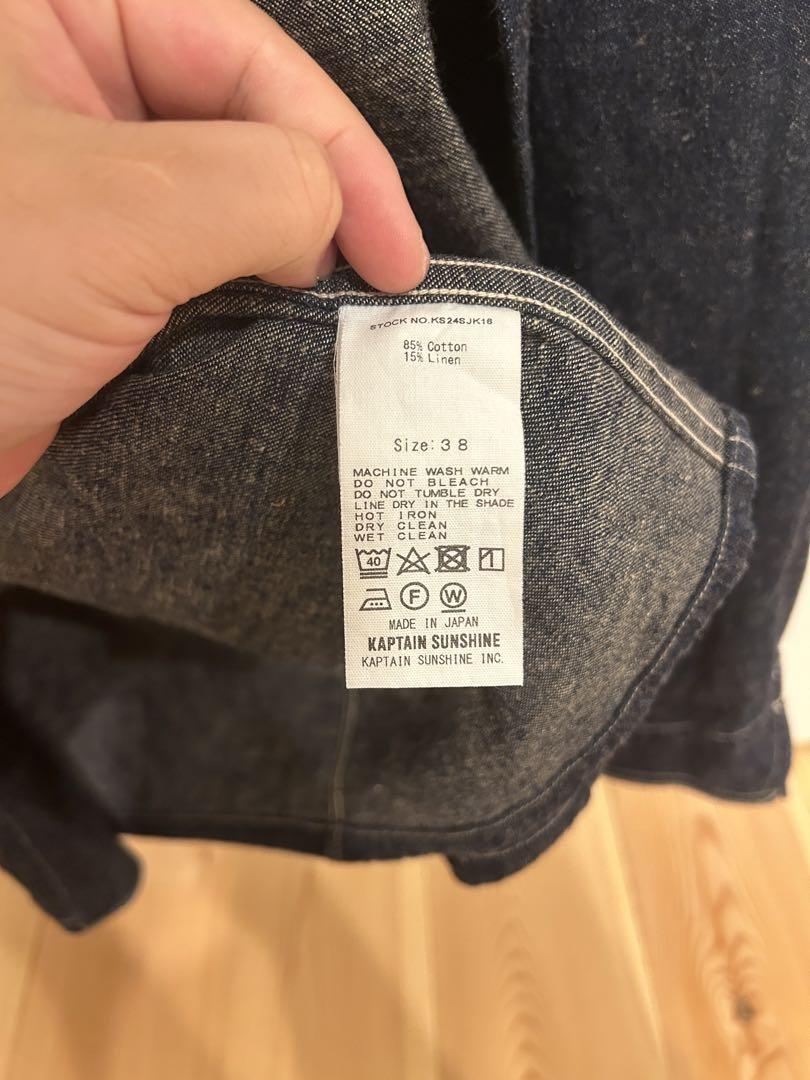 STOCK NO.KS24SJK16
85% Cotton
15% Linen
Size:38
MACHINE WASH WARM
DO NOT BLEACH
DO NOT TUMBLE DRY
LINE DRY IN THE SHADE
HOT IRON
DRY CLEAN
WET CLEAN
40
F W
MADE IN JAPAN
KAPTAIN SUNSHINE
KAPTAIN SUNSHINE INC.